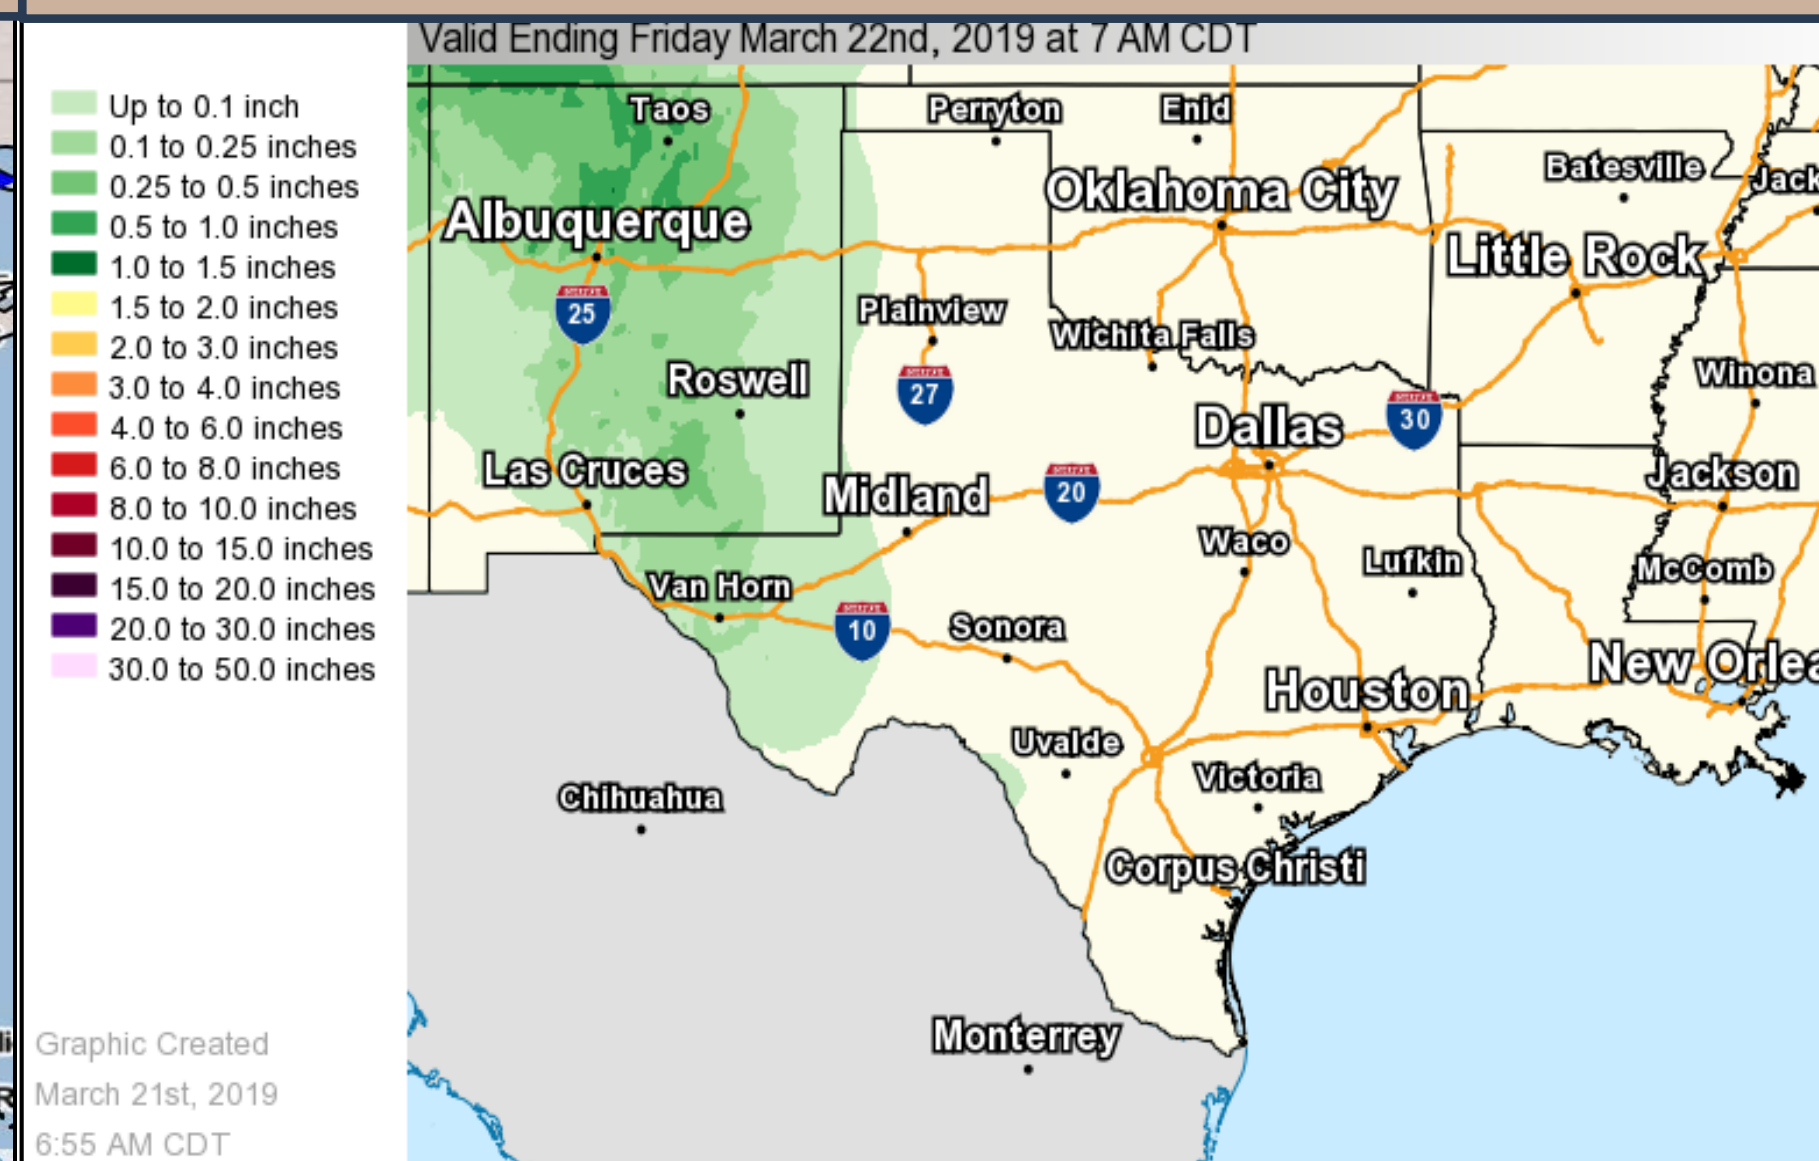 Valid Ending Friday March 22nd, 2019 at 7 AM CDT
Up to 0.1 inch
0.1 to 0.25 inches
0.25 to 0.5 inches
0.5 to 1.0 inches
1.0 to 1.5 inches
1.5 to 2.0 inches
2.0 to 3.0 inches
3.0 to 4.0 inches
4.0 to 6.0 inches
6.0 to 8.0 inches
8.0 to 10.0 inches
10.0 to 15.0 inches
15.0 to 20.0 inches
20.0 to 30.0 inches
30.0 to 50.0 inches
Graphic Created
March 21st, 2019
6:55 AM CDT
Taos
Perryton
Enid
Batesville
Jack
Oklahoma City
Albuquerque
Little Rock
25
Plainview
Wichita Falls
Roswell
27
Winona
30
Dallas
Las Cruces
Midland
20
Jackson
Waco
Lufkin
McComb
Van Horn
10
Sonora
Houston
New Orlea
Uvalde
Victoria
Chihuahua
Corpus Christi
Monterrey